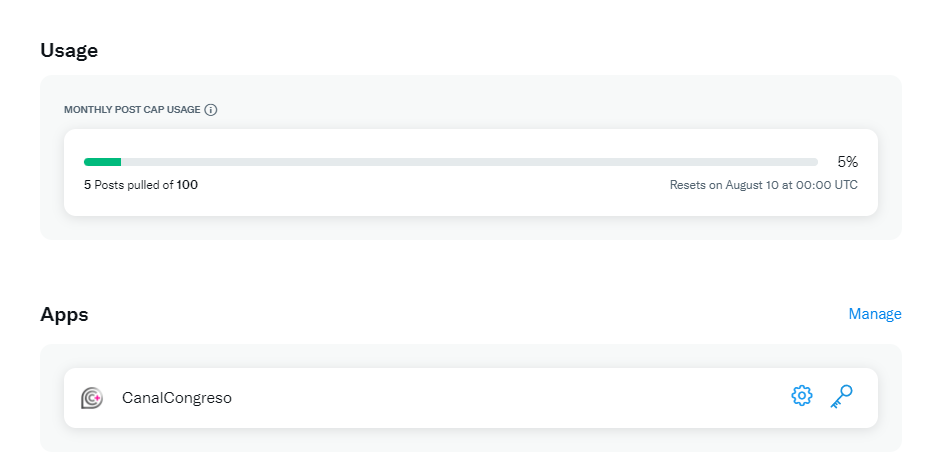 Usage
MONTHLY POST CAP USAGE
5%
5 Posts pulled of 100
Resets on August 10 at 00:00 UTC
Apps
Manage
CanalCongreso